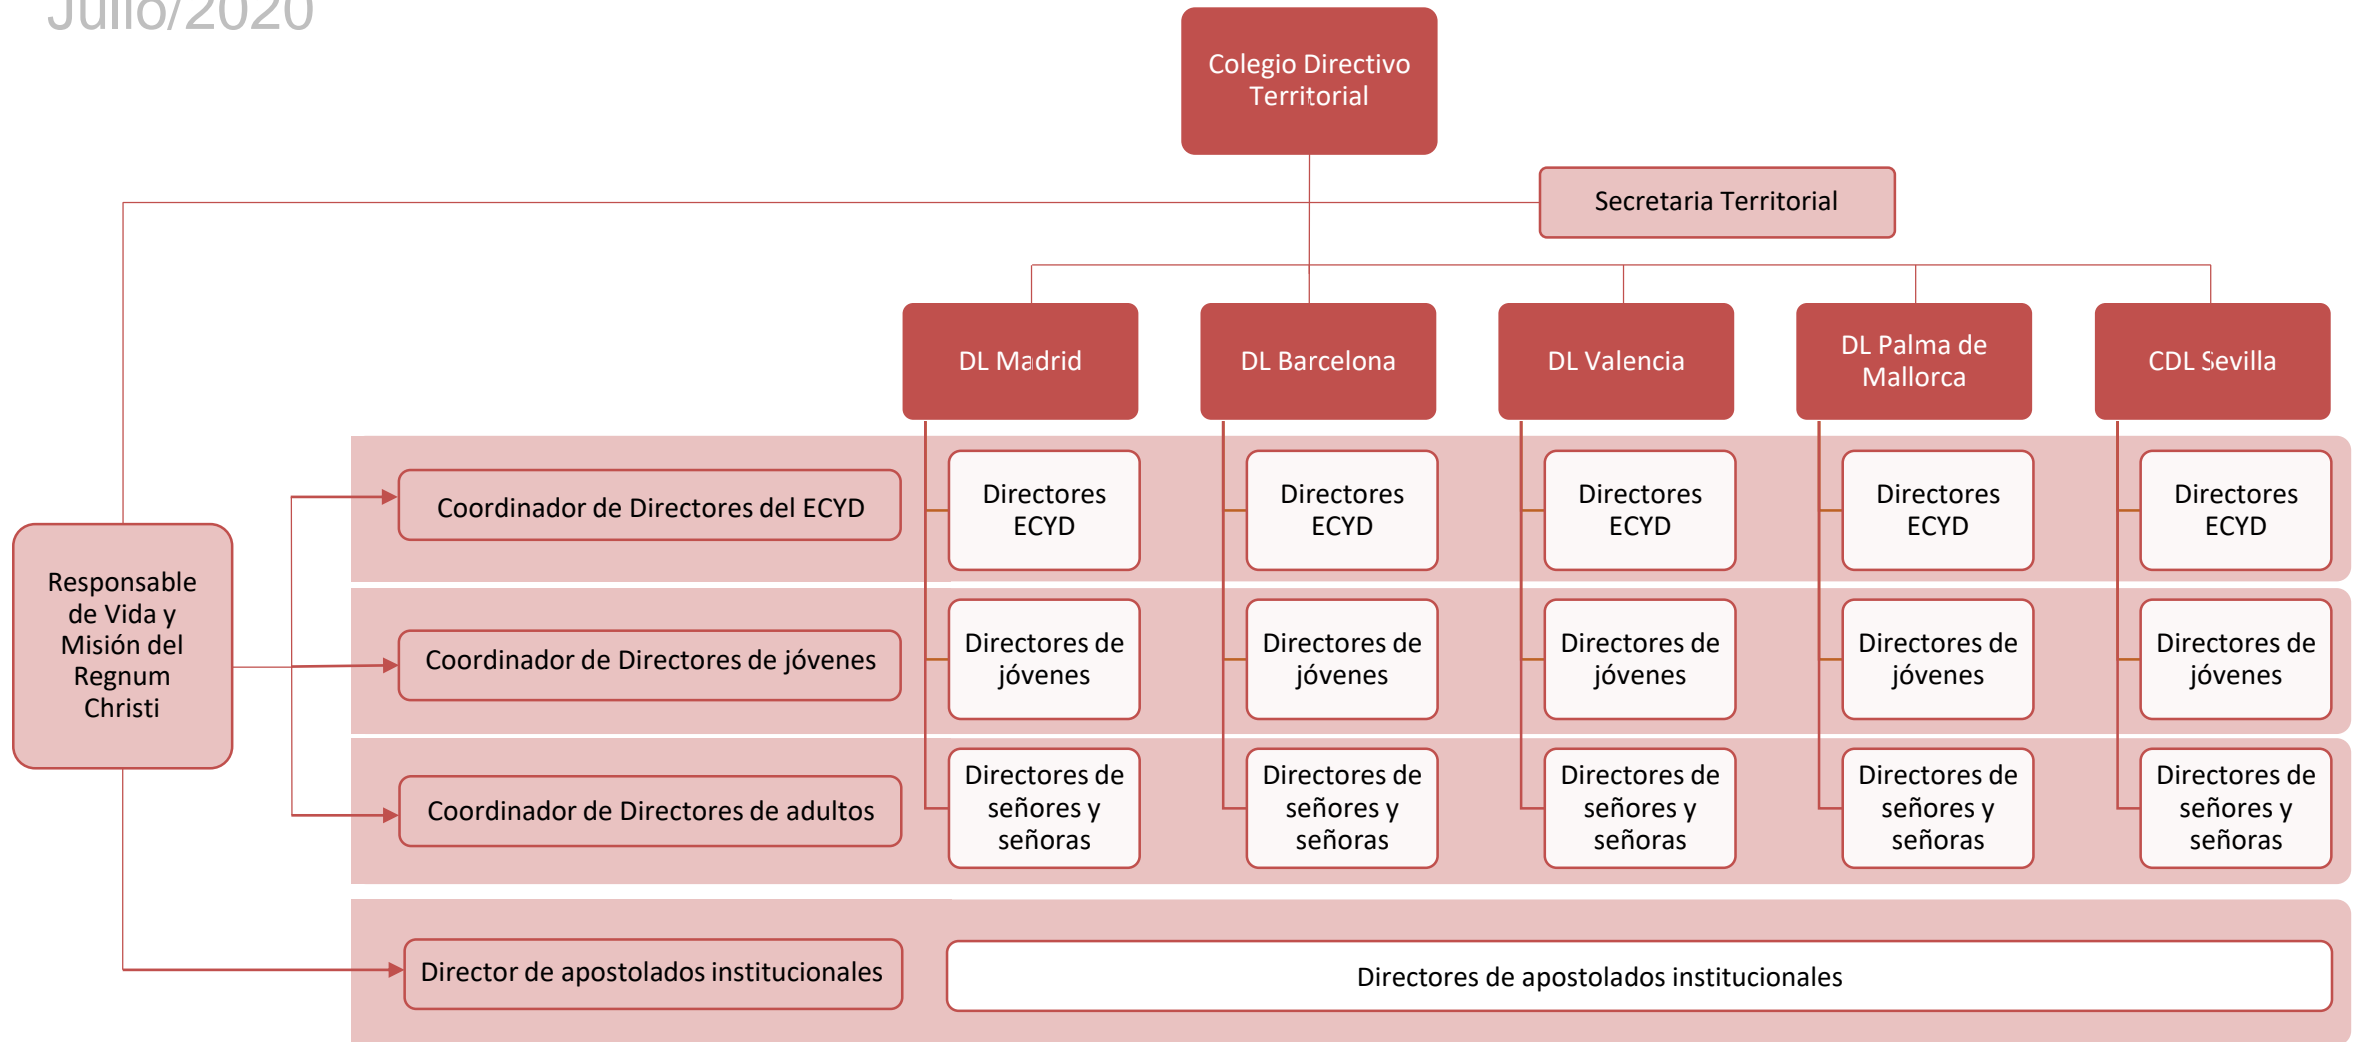 Julio/2020
Colegio Directivo
Territorial
Secretaria Territorial
DL Madrid
DL Barcelona
DL Valencia
DL Palma de
Mallorca
CDL Sevilla
Responsable
de Vida y
Misión del
Regnum
Christi
Coordinador de Directores del ECYD
Directores
ECYD
Directores
ECYD
Directores
ECYD
Directores
ECYD
Directores
ECYD
Coordinador de Directores de jóvenes
Directores de
jóvenes
Directores de
jóvenes
Directores de
jóvenes
Directores de
jóvenes
Directores de
jóvenes
Coordinador de Directores de adultos
Directores de
señores y
señoras
Directores de
señores y
señoras
Directores de
señores y
señoras
Directores de
señores y
señoras
Directores de
señores y
señoras
Director de apostolados institucionales
Directores de apostolados institucionales